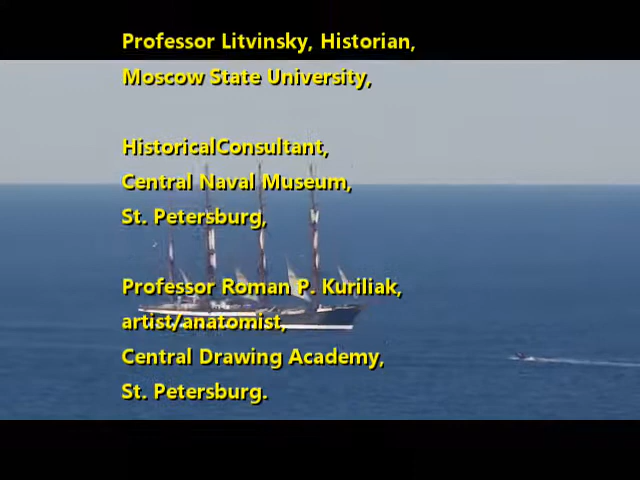 Professor Litvinsky, Historian,
Moscow State University,
HistoricalConsultant,
Central Naval Museum,
St. Petersburg,
Professor Roman P. Kuriliak,
artist/anatomist,
Central Drawing Academy,
St. Petersburg.